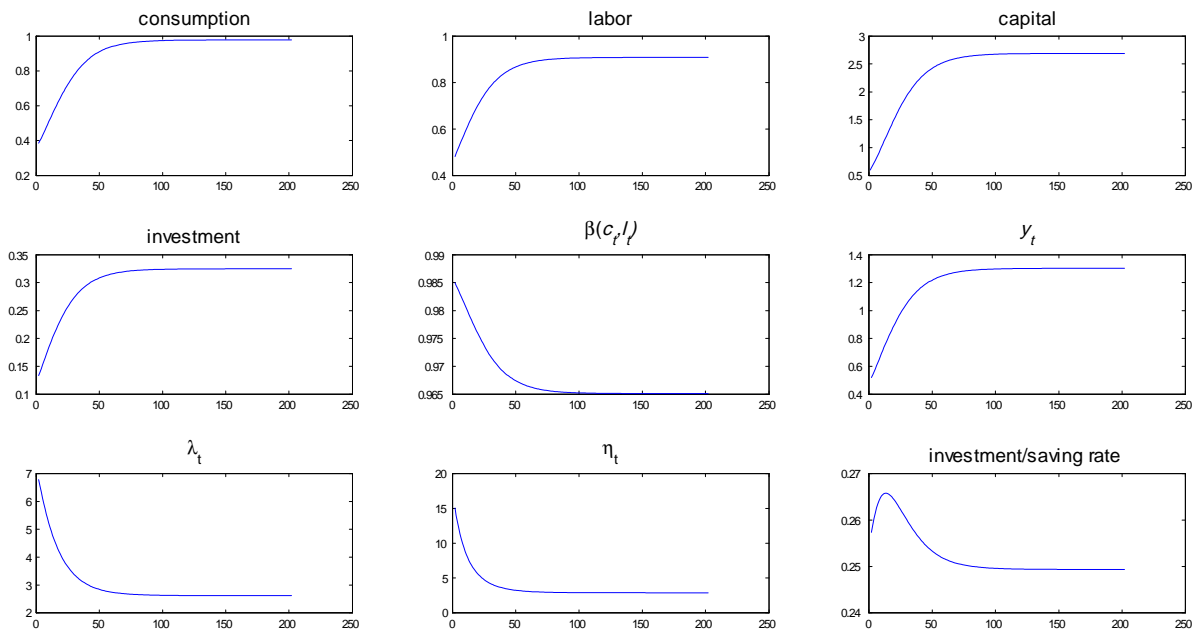 consumption
labor
capital
1
0.8
0.6
0.4
0.2
0 50 100 150 200 250
1
0.8
0.6
0.4
0 50 100 150 200 250
3
2.5
2
1.5
1
0.5
0 50 100 150 200 250
investment
β(c_t,l_t)
y_t
0.35
0.3
0.25
0.2
0.15
0.1
0 50 100 150 200 250
0.99
0.985
0.98
0.975
0.97
0.965
0 50 100 150 200 250
1.4
1.2
1
0.8
0.6
0.4
0 50 100 150 200 250
λ_t
η_t
investment/saving rate
7
6
5
4
3
2
0 50 100 150 200 250
20
15
10
5
0
0 50 100 150 200 250
0.27
0.26
0.25
0.24
0 50 100 150 200 250